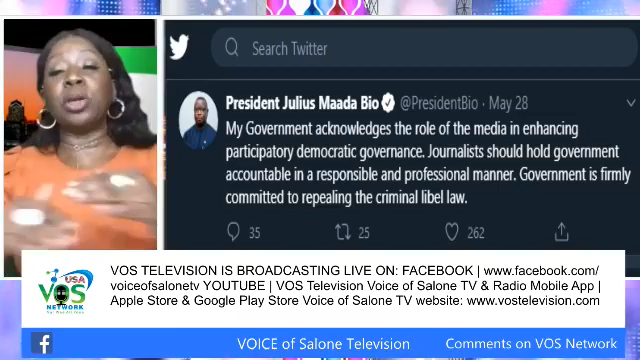 Search Twitter
President Julius Maada Bio @PresidentBio · May 28
My Government acknowledges the role of the media in enhancing
participatory democratic governance. Journalists should hold government
accountable in a responsible and professional manner. Government is firmly
committed to repealing the criminal libel law.
35 25 262
USA
VOS
NETWORK
VOS TELEVISION IS BROADCASTING LIVE ON: FACEBOOK | www.facebook.com/
voiceofsalonetv YOUTUBE | VOS Television Voice of Salone TV & Radio Mobile App |
Apple Store & Google Play Store Voice of Salone TV website: www.vostelevision.com
f VOICE of Salone Television Comments on VOS Network